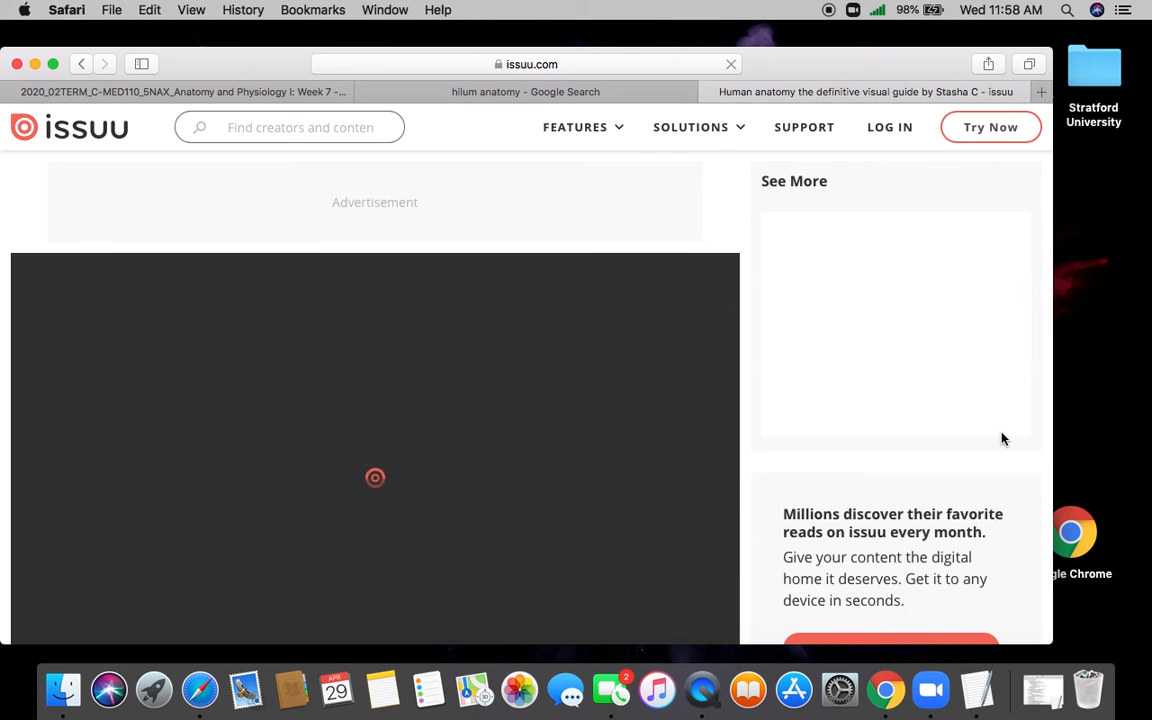 Safari File Edit View History Bookmarks Window Help 98% Wed 11:58 AM
issuu.com
2020_02TERM_C-MED110_5NAX_Anatomy and Physiology I: Week 7 -... hilum anatomy - Google Search Human anatomy the definitive visual guide by Stasha C - issuu
issuu Find creators and conten FEATURES SOLUTIONS SUPPORT LOG IN Try Now
Advertisement
See More
Millions discover their favorite
reads on issuu every month.
Give your content the digital
home it deserves. Get it to any
device in seconds.
Stratford
University
gle Chrome
APR
29
2